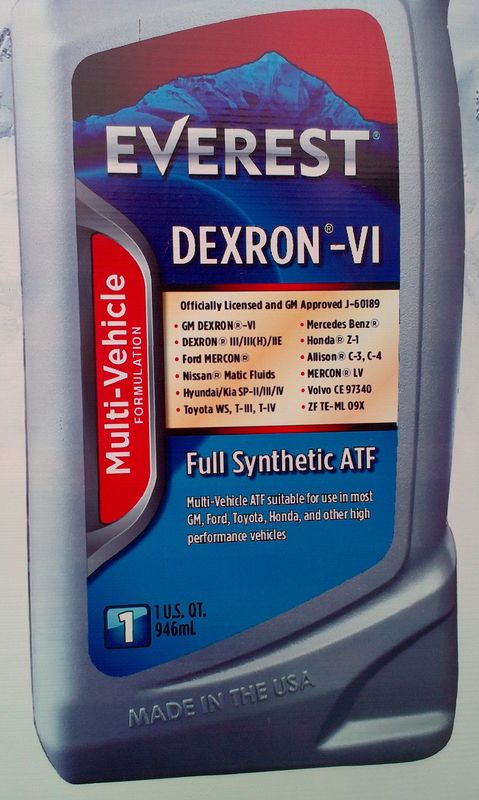 EVEREST®
DEXRON®-VI
Multi-Vehicle
FORMULATION
Officially Licensed and GM Approved J-60189
• GM DEXRON®-VI
• DEXRON® III/III(H)/IIE
• Ford MERCON®
• Nissan® Matic Fluids
• Hyundai/Kia SP-II/III/IV
• Toyota WS, T-III, T-IV
• Mercedes Benz®
• Honda® Z-1
• Allison® C-3, C-4
• MERCON® LV
• Volvo CE 97340
• ZF TE-ML 09X
Full Synthetic ATF
Multi-Vehicle ATF suitable for use in most
GM, Ford, Toyota, Honda, and other high
performance vehicles
1
1 U.S. QT.
946mL
MADE IN THE USA